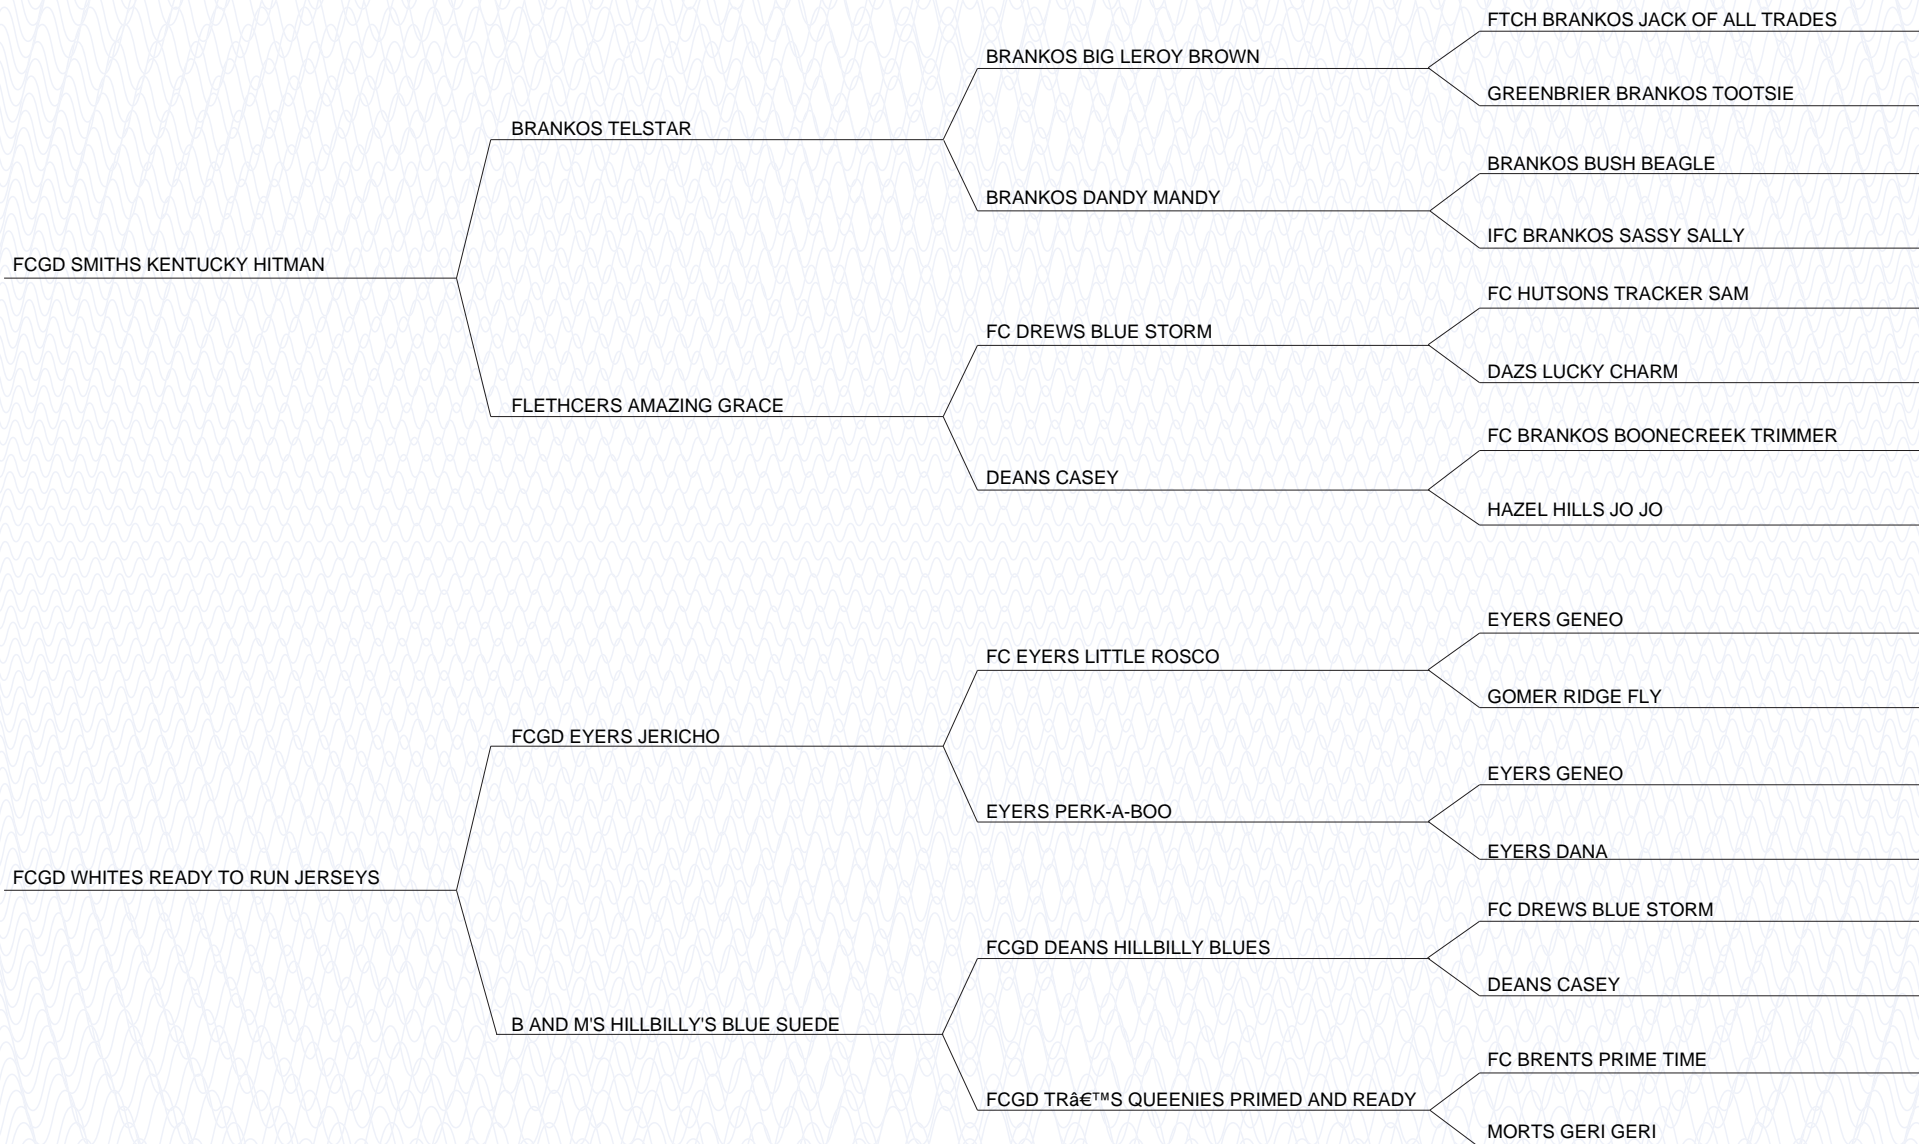 FTCH BRANKOS JACK OF ALL TRADES
BRANKOS BIG LEROY BROWN
GREENBRIER BRANKOS TOOTSIE
BRANKOS TELSTAR
BRANKOS BUSH BEAGLE
BRANKOS DANDY MANDY
IFC BRANKOS SASSY SALLY
FCGD SMITHS KENTUCKY HITMAN
FC HUTSONS TRACKER SAM
FC DREWS BLUE STORM
DAZS LUCKY CHARM
FLETHCERS AMAZING GRACE
FC BRANKOS BOONECREEK TRIMMER
DEANS CASEY
HAZEL HILLS JO JO
EYERS GENEO
FC EYERS LITTLE ROSCO
GOMER RIDGE FLY
FCGD EYERS JERICHO
EYERS GENEO
EYERS PERK-A-BOO
EYERS DANA
FCGD WHITES READY TO RUN JERSEYS
FC DREWS BLUE STORM
FCGD DEANS HILLBILLY BLUES
DEANS CASEY
B AND M'S HILLBILLY'S BLUE SUEDE
FC BRENTS PRIME TIME
FCGD TRâ€™S QUEENIES PRIMED AND READY
MORTS GERI GERI